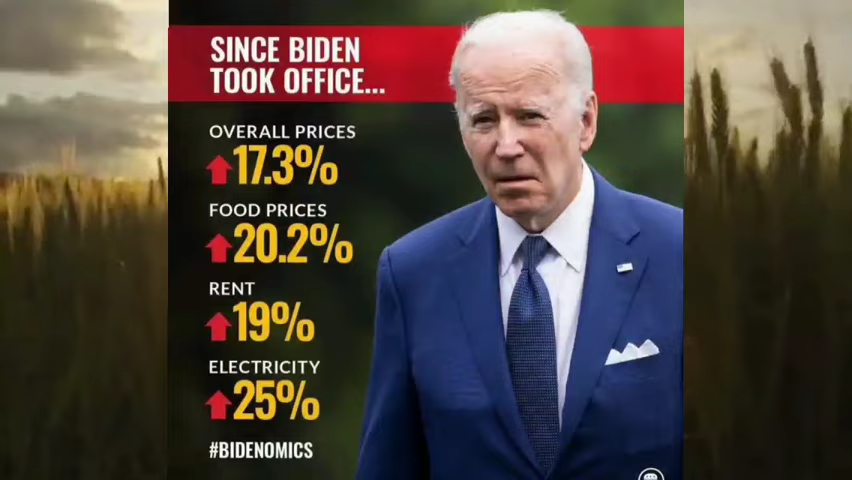 SINCE BIDEN
TOOK OFFICE...
OVERALL PRICES
17.3%
FOOD PRICES
20.2%
RENT
19%
ELECTRICITY
25%
#BIDENOMICS